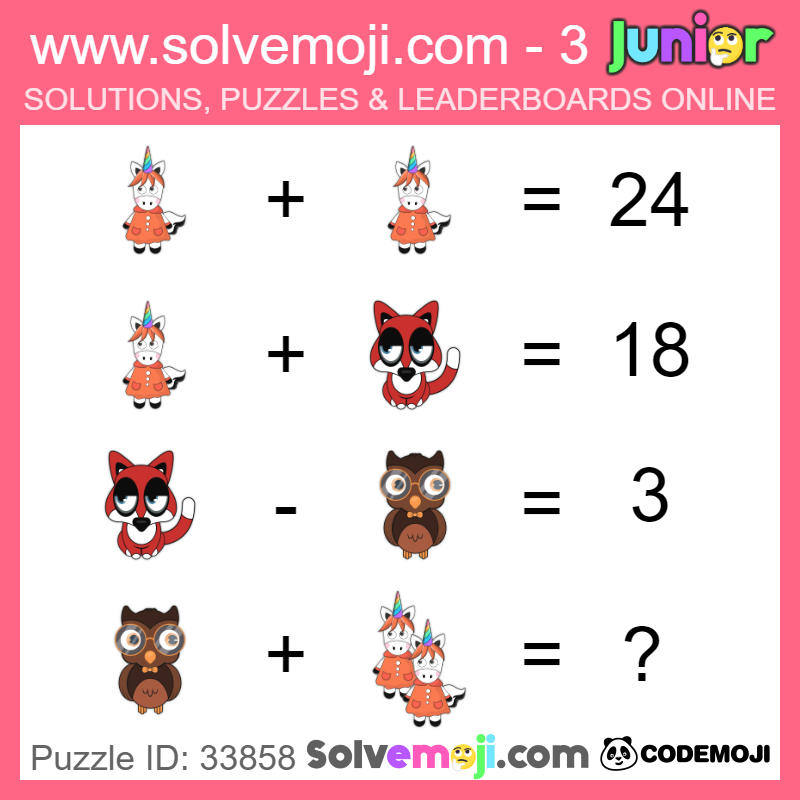 www.solvemoji.com - 3 Junior
SOLUTIONS, PUZZLES & LEADERBOARDS ONLINE
+ = 24
+ = 18
- = 3
+ = ?
Puzzle ID: 33858 Solvemoji.com CODEMOJI